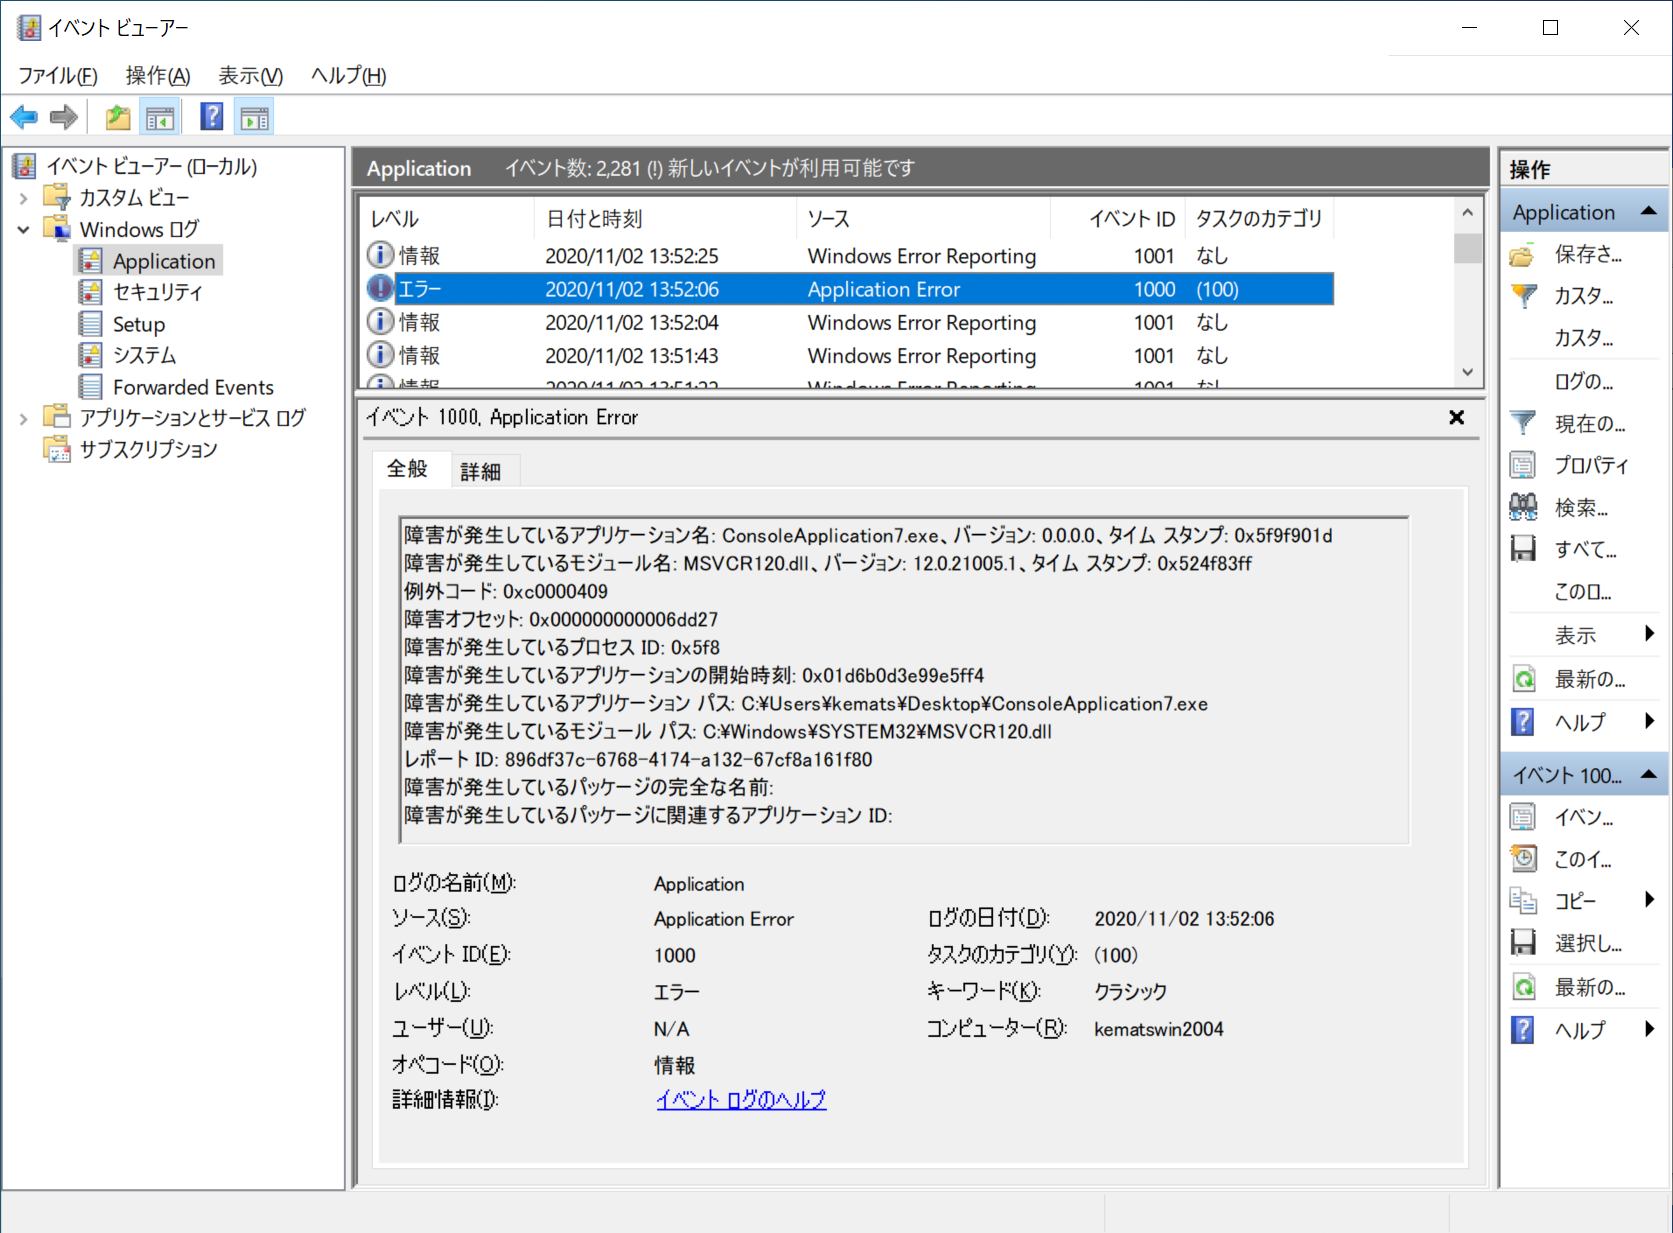 イベント ビューアー
ファイル(F) 操作(A) 表示(V) ヘルプ(H)
イベント ビューアー (ローカル)
カスタム ビュー
Windows ログ
Application
セキュリティ
Setup
システム
Forwarded Events
アプリケーションとサービス ログ
サブスクリプション
Application イベント数: 2,281 (!) 新しいイベントが利用可能です
レベル 日付と時刻 ソース イベント ID タスクのカテゴリ
情報 2020/11/02 13:52:25 Windows Error Reporting 1001 なし
エラー 2020/11/02 13:52:06 Application Error 1000 (100)
情報 2020/11/02 13:52:04 Windows Error Reporting 1001 なし
情報 2020/11/02 13:51:43 Windows Error Reporting 1001 なし
情報 2020/11/02 13:51:22 Windows Error Reporting 1001 なし
イベント 1000, Application Error
全般 詳細
障害が発生しているアプリケーション名: ConsoleApplication7.exe、バージョン: 0.0.0.0、タイム スタンプ: 0x5f9f901d
障害が発生しているモジュール名: MSVCR120.dll、バージョン: 12.0.21005.1、タイム スタンプ: 0x524f83ff
例外コード: 0xc0000409
障害オフセット: 0x000000000006dd27
障害が発生しているプロセス ID: 0x5f8
障害が発生しているアプリケーションの開始時刻: 0x01d6b0d3e99e5ff4
障害が発生しているアプリケーション パス: C:¥Users¥kemats¥Desktop¥ConsoleApplication7.exe
障害が発生しているモジュール パス: C:¥Windows¥SYSTEM32¥MSVCR120.dll
レポート ID: 896df37c-6768-4174-a132-67cf8a161f80
障害が発生しているパッケージの完全な名前:
障害が発生しているパッケージに関連するアプリケーション ID:
ログの名前(M): Application
ソース(S): Application Error ログの日付(D): 2020/11/02 13:52:06
イベント ID(E): 1000 タスクのカテゴリ(Y): (100)
レベル(L): エラー キーワード(K): クラシック
ユーザー(U): N/A コンピューター(R): kematswin2004
オペコード(O): 情報
詳細情報(I): イベント ログのヘルプ
操作
Application
保存さ...
カスタ...
カスタ...
ログの...
現在の...
プロパティ
検索...
すべて...
このロ...
表示
最新の...
ヘルプ
イベント 100...
イベン...
このイ...
コピー
選択し...
最新の...
ヘルプ